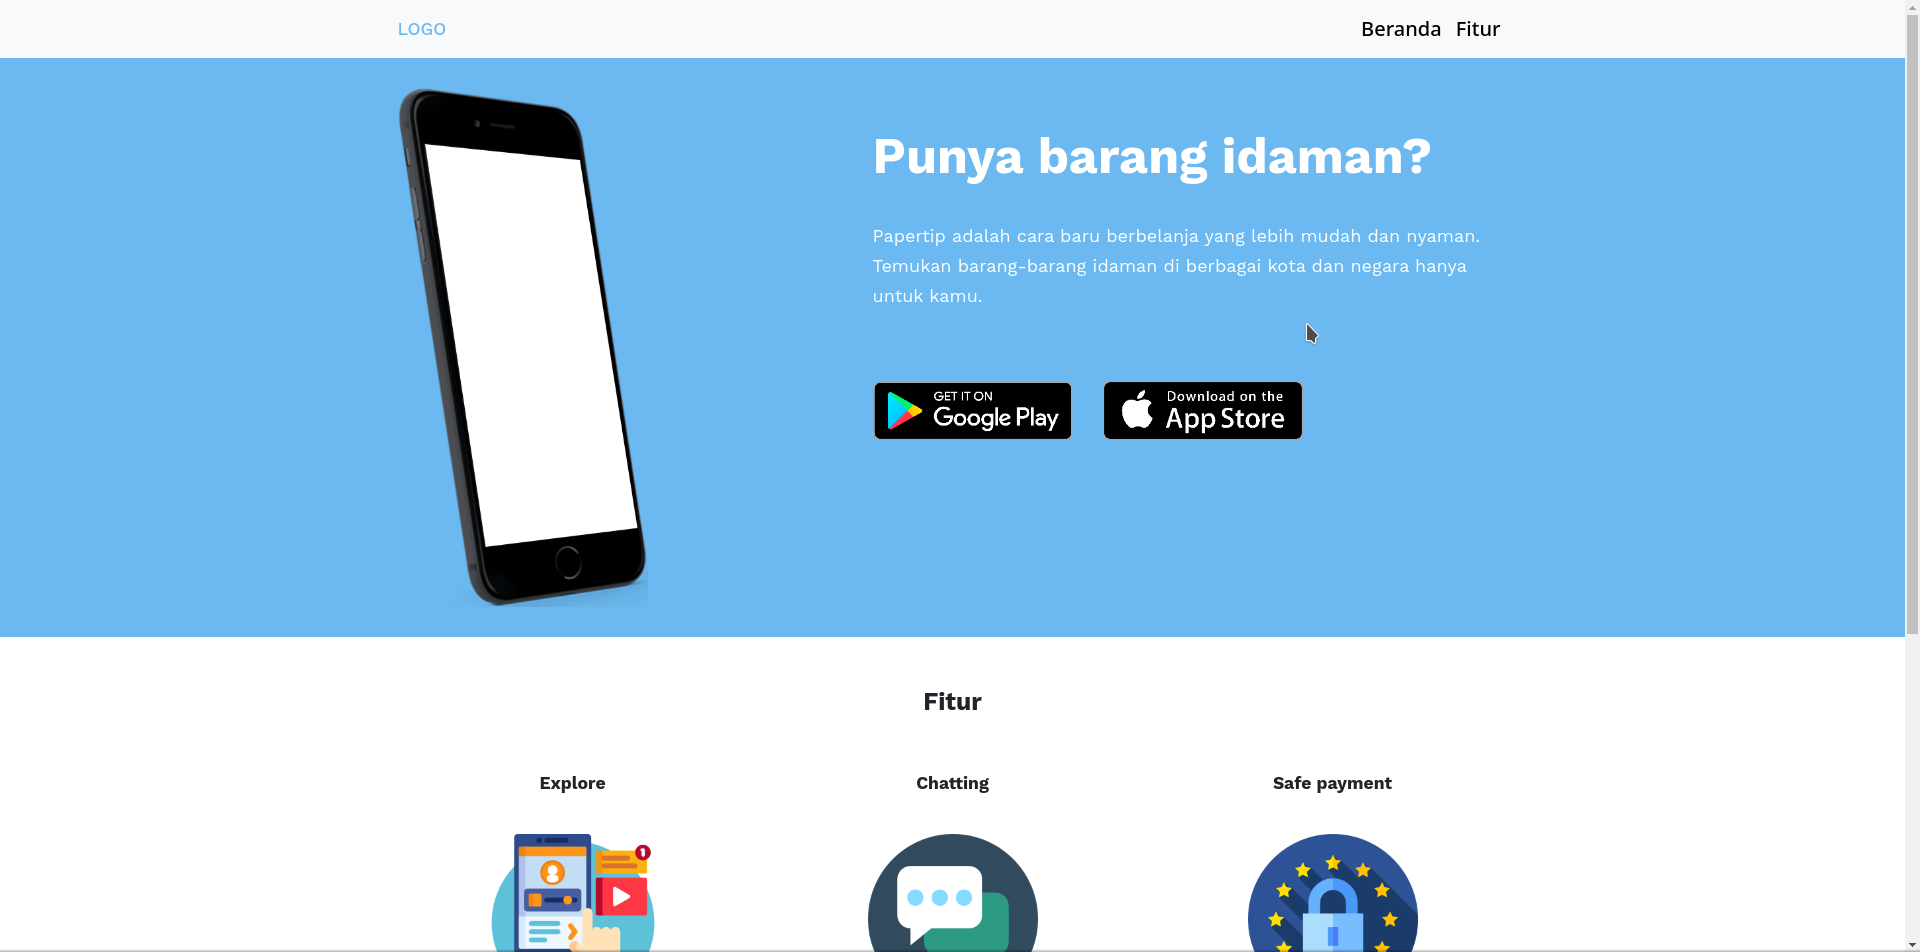 LOGO
Beranda Fitur
Punya barang idaman?
Papertip adalah cara baru berbelanja yang lebih mudah dan nyaman.
Temukan barang-barang idaman di berbagai kota dan negara hanya
untuk kamu.
GET IT ON
Google Play
Download on the
App Store
Fitur
Explore
Chatting
Safe payment
1